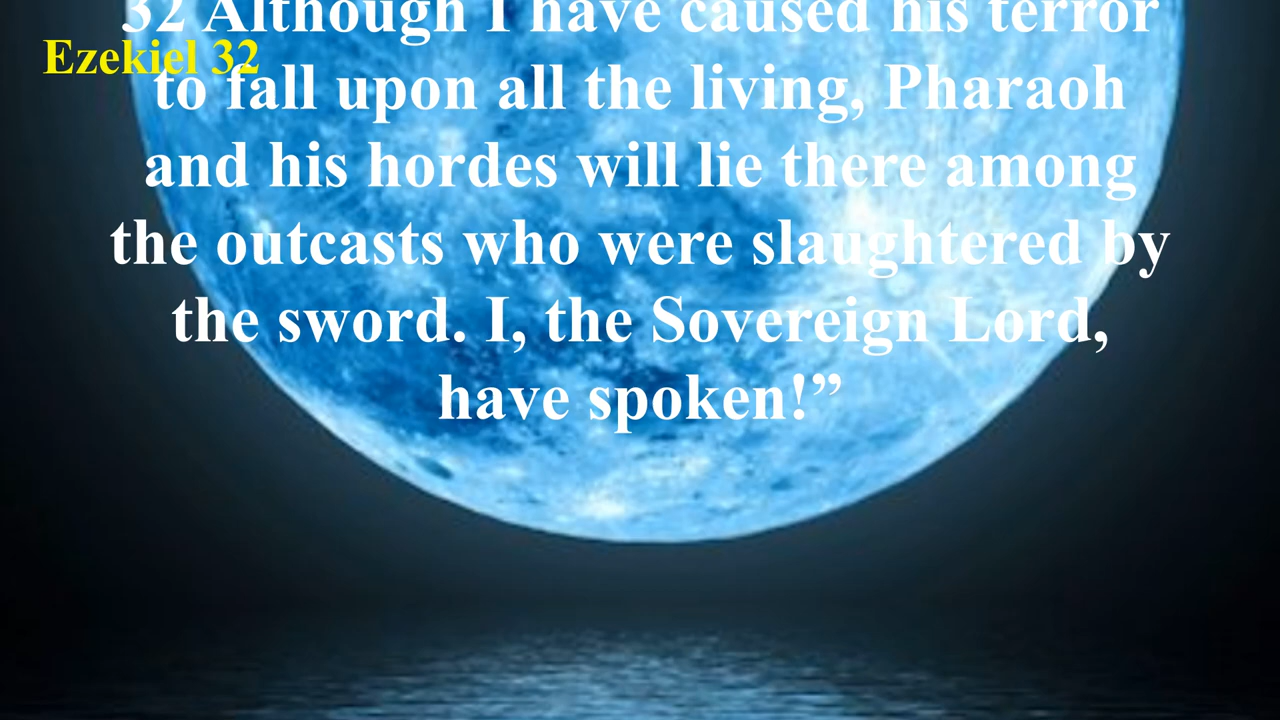 32 Although I have caused his terror
Ezekiel 32
to fall upon all the living, Pharaoh
and his hordes will lie there among
the outcasts who were slaughtered by
the sword. I, the Sovereign Lord,
have spoken!”